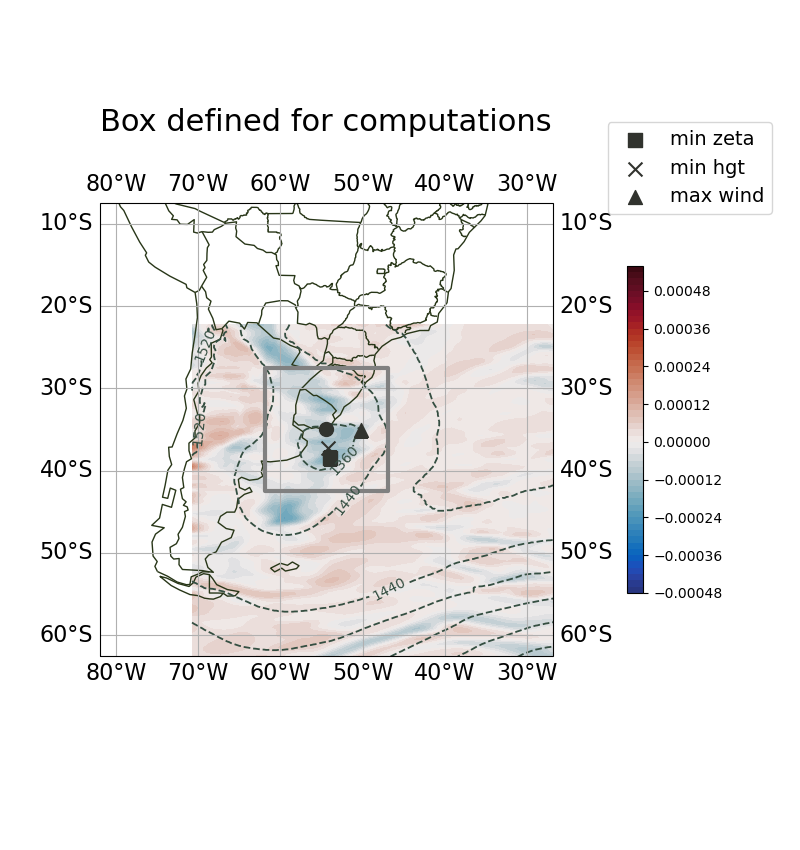 Box defined for computations
min zeta
min hgt
max wind
80°W 70°W 60°W 50°W 40°W 30°W
10°S 10°S
20°S 20°S
30°S 30°S
40°S 40°S
50°S 50°S
60°S 60°S
80°W 70°W 60°W 50°W 40°W 30°W
1520
1520
1360
1440
1440
0.00048
0.00036
0.00024
0.00012
0.00000
−0.00012
−0.00024
−0.00036
−0.00048